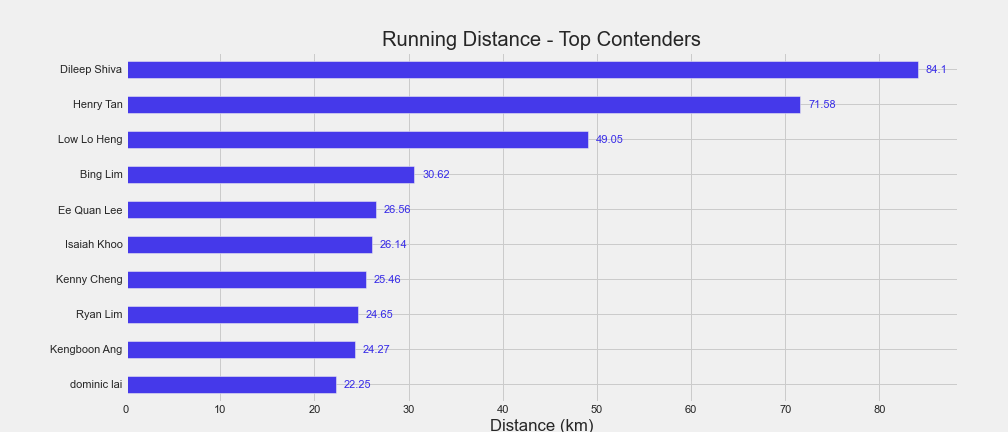 Running Distance - Top Contenders
Dileep Shiva 84.1
Henry Tan 71.58
Low Lo Heng 49.05
Bing Lim 30.62
Ee Quan Lee 26.56
Isaiah Khoo 26.14
Kenny Cheng 25.46
Ryan Lim 24.65
Kengboon Ang 24.27
dominic lai 22.25
0 10 20 30 40 50 60 70 80
Distance (km)